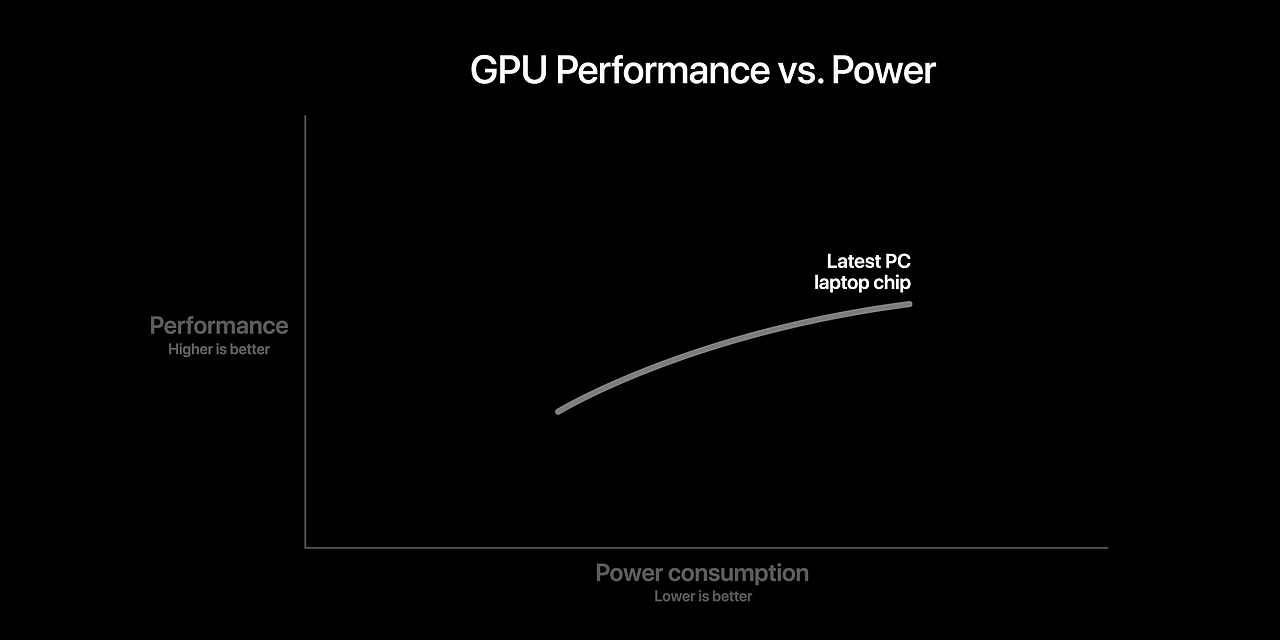 GPU Performance vs. Power
Latest PC
laptop chip
Performance
Higher is better
Power consumption
Lower is better